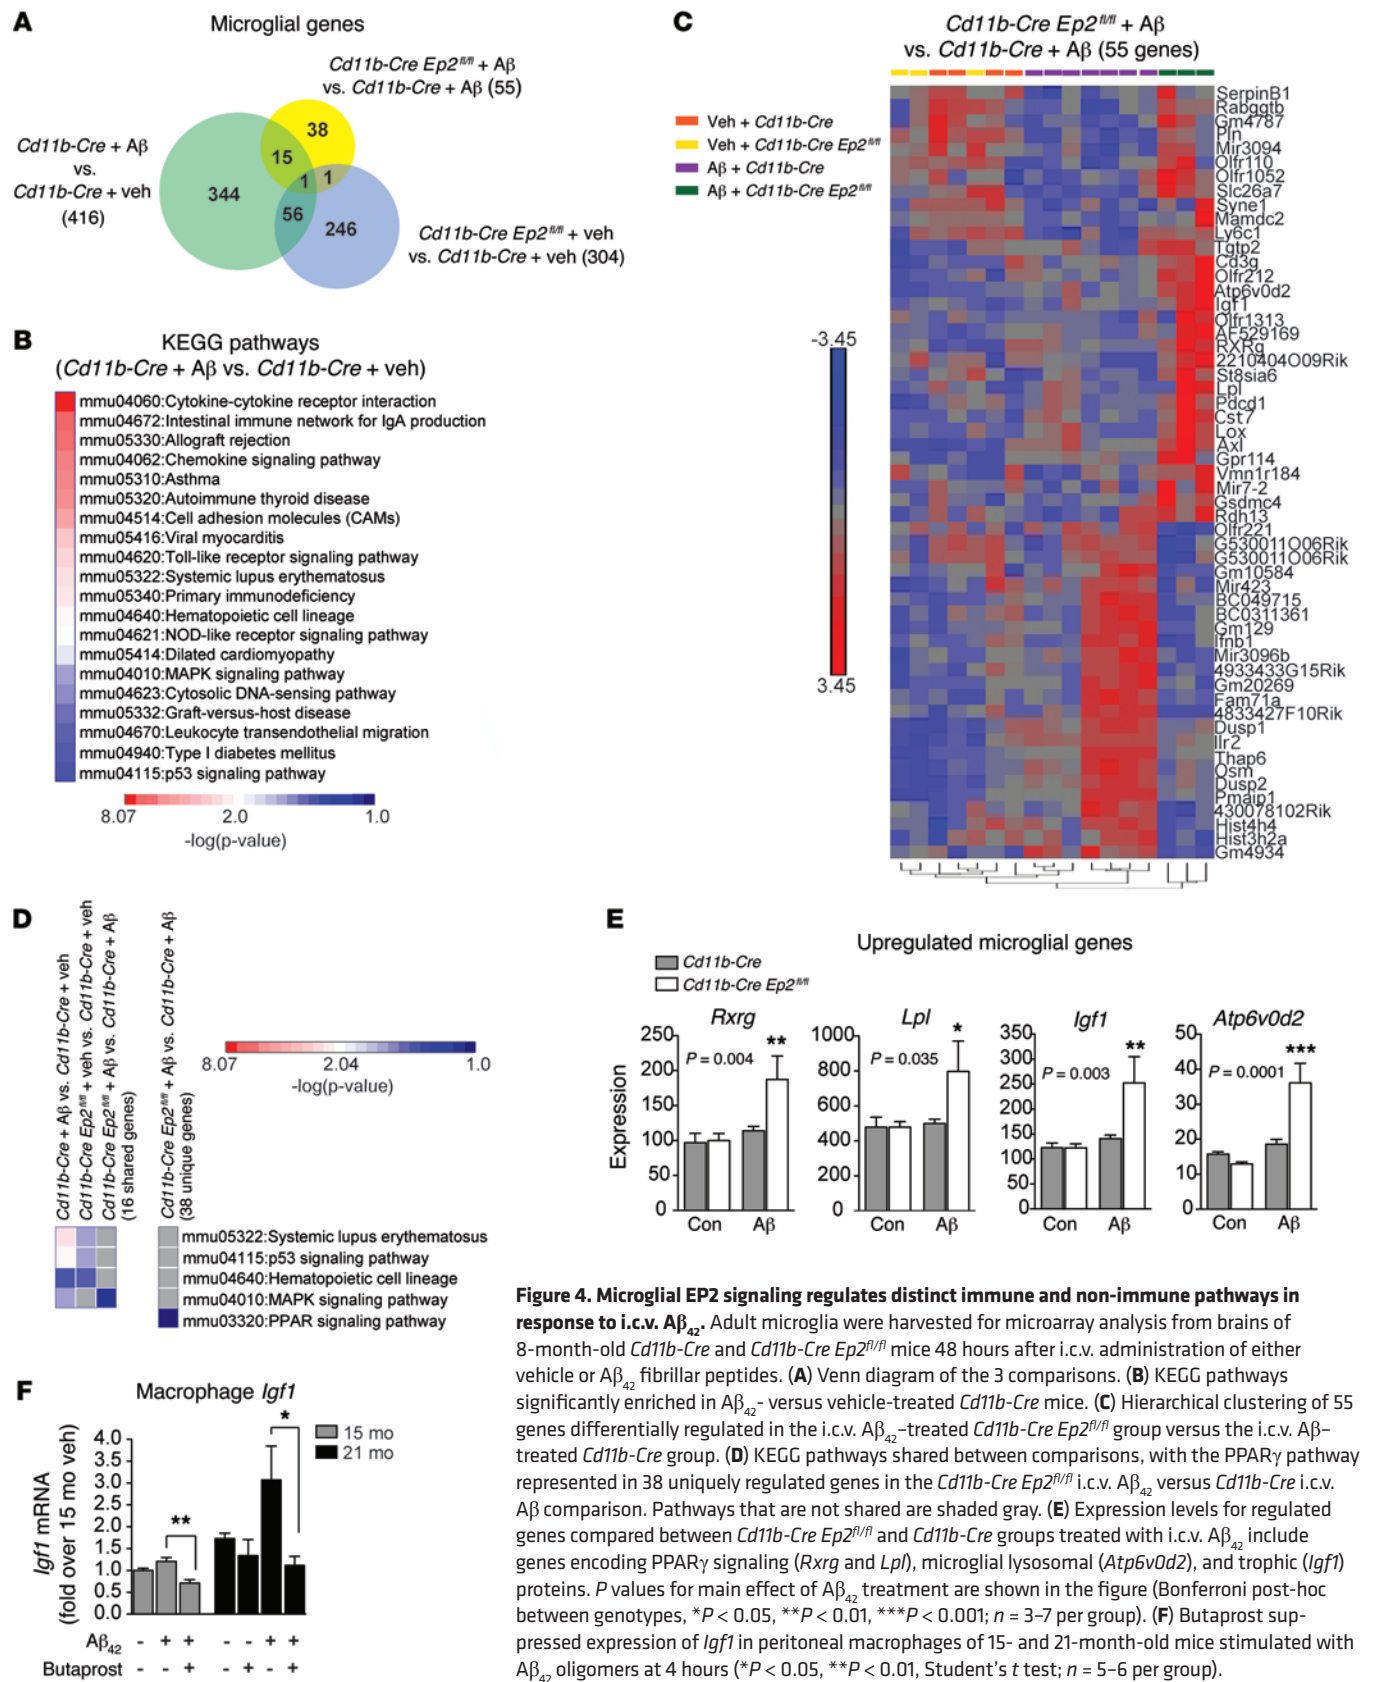 A
Microglial genes
Cd11b-Cre Ep2fl/fl + Aβ
vs. Cd11b-Cre + Aβ (55)
Cd11b-Cre + Aβ
vs.
Cd11b-Cre + veh
(416)
38
15
1
1
344
56
246
Cd11b-Cre Ep2fl/fl + veh
vs. Cd11b-Cre + veh (304)
B
KEGG pathways
(Cd11b-Cre + Aβ vs. Cd11b-Cre + veh)
mmu04060:Cytokine-cytokine receptor interaction
mmu04672:Intestinal immune network for IgA production
mmu05330:Allograft rejection
mmu04062:Chemokine signaling pathway
mmu05310:Asthma
mmu05320:Autoimmune thyroid disease
mmu04514:Cell adhesion molecules (CAMs)
mmu05416:Viral myocarditis
mmu04620:Toll-like receptor signaling pathway
mmu05322:Systemic lupus erythematosus
mmu05340:Primary immunodeficiency
mmu04640:Hematopoietic cell lineage
mmu04621:NOD-like receptor signaling pathway
mmu05414:Dilated cardiomyopathy
mmu04010:MAPK signaling pathway
mmu04623:Cytosolic DNA-sensing pathway
mmu05332:Graft-versus-host disease
mmu04670:Leukocyte transendothelial migration
mmu04940:Type I diabetes mellitus
mmu04115:p53 signaling pathway
8.07 2.0 1.0
-log(p-value)
C
Cd11b-Cre Ep2fl/fl + Aβ
vs. Cd11b-Cre + Aβ (55 genes)
Veh + Cd11b-Cre
Veh + Cd11b-Cre Ep2fl/fl
Aβ + Cd11b-Cre
Aβ + Cd11b-Cre Ep2fl/fl
-3.45
3.45
SerpinB1
Rabggtb
Gm4787
Pln
Mir3094
Olfr110
Olfr1052
Slc26a7
Syne1
Mamdc2
Ly6c1
Tgtp2
Cd3g
Olfr212
Atp6v0d2
Igf1
Olfr1313
AF529169
RXRg
2210404O09Rik
St8sia6
Lpl
Pdcd1
Cst7
Lox
Axl
Gpr114
Vmn1r184
Mir7-2
Gsdmc4
Rdh13
Olfr221
G530011O06Rik
G530011O06Rik
Gm10584
Mir423
BC049715
BC0311361
Gm129
Ifnb1
Mir3096b
4933433G15Rik
Gm20269
Fam71a
4833427F10Rik
Dusp1
Ilr2
Thap6
Osm
Dusp2
Pmaip1
430078102Rik
Hist4h4
Hist3h2a
Gm4934
D
Cd11b-Cre + Aβ vs. Cd11b-Cre + veh
Cd11b-Cre Ep2fl/fl + veh vs. Cd11b-Cre + veh
Cd11b-Cre Ep2fl/fl + Aβ vs. Cd11b-Cre + Aβ
(16 shared genes)
Cd11b-Cre Ep2fl/fl + Aβ vs. Cd11b-Cre + Aβ
(38 unique genes)
8.07 2.04 1.0
-log(p-value)
mmu05322:Systemic lupus erythematosus
mmu04115:p53 signaling pathway
mmu04640:Hematopoietic cell lineage
mmu04010:MAPK signaling pathway
mmu03320:PPAR signaling pathway
E
Upregulated microglial genes
Cd11b-Cre
Cd11b-Cre Ep2fl/fl
Expression
Rxrg
250
200
150
100
50
0
P = 0.004
**
Con Aβ
Lpl
1000
800
600
400
200
0
P = 0.035
*
Con Aβ
Igf1
350
300
250
200
150
100
50
0
P = 0.003
**
Con Aβ
Atp6v0d2
50
40
30
20
10
0
P = 0.0001
***
Con Aβ
F
Macrophage Igf1
15 mo
21 mo
Igf1 mRNA
(fold over 15 mo veh)
4.0
3.5
3.0
2.5
2.0
1.5
1.0
0.5
0.0
**
*
Aβ42 - + + - - + +
Butaprost - - + - + - +
Figure 4. Microglial EP2 signaling regulates distinct immune and non-immune pathways in
response to i.c.v. Aβ42. Adult microglia were harvested for microarray analysis from brains of
8-month-old Cd11b-Cre and Cd11b-Cre Ep2fl/fl mice 48 hours after i.c.v. administration of either
vehicle or Aβ42 fibrillar peptides. (A) Venn diagram of the 3 comparisons. (B) KEGG pathways
significantly enriched in Aβ42- versus vehicle-treated Cd11b-Cre mice. (C) Hierarchical clustering of 55
genes differentially regulated in the i.c.v. Aβ42–treated Cd11b-Cre Ep2fl/fl group versus the i.c.v. Aβ–
treated Cd11b-Cre group. (D) KEGG pathways shared between comparisons, with the PPARγ pathway
represented in 38 uniquely regulated genes in the Cd11b-Cre Ep2fl/fl i.c.v. Aβ42 versus Cd11b-Cre i.c.v.
Aβ comparison. Pathways that are not shared are shaded gray. (E) Expression levels for regulated
genes compared between Cd11b-Cre Ep2fl/fl and Cd11b-Cre groups treated with i.c.v. Aβ42 include
genes encoding PPARγ signaling (Rxrg and Lpl), microglial lysosomal (Atp6v0d2), and trophic (Igf1)
proteins. P values for main effect of Aβ42 treatment are shown in the figure (Bonferroni post-hoc
between genotypes, *P < 0.05, **P < 0.01, ***P < 0.001; n = 3–7 per group). (F) Butaprost sup-
pressed expression of Igf1 in peritoneal macrophages of 15- and 21-month-old mice stimulated with
Aβ42 oligomers at 4 hours (*P < 0.05, **P < 0.01, Student's t test; n = 5–6 per group).